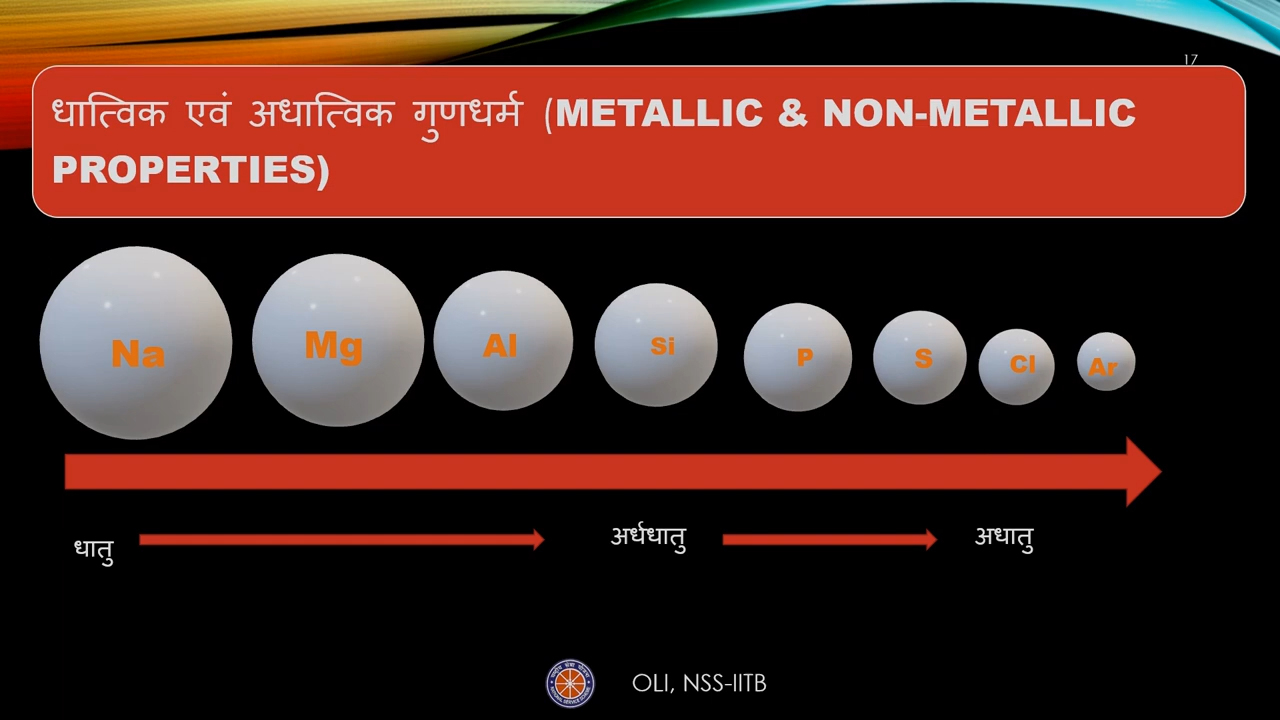 17
धात्विक एवं अधात्विक गुणधर्म (METALLIC & NON-METALLIC
PROPERTIES)
Na Mg Al Si P S Cl Ar
धातु अर्धधातु अधातु
OLI, NSS-IITB